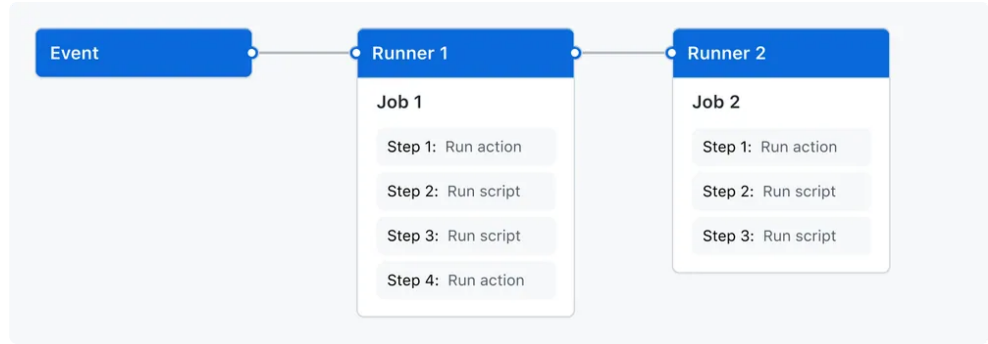 Event
Runner 1
Job 1
Step 1: Run action
Step 2: Run script
Step 3: Run script
Step 4: Run action
Runner 2
Job 2
Step 1: Run action
Step 2: Run script
Step 3: Run script